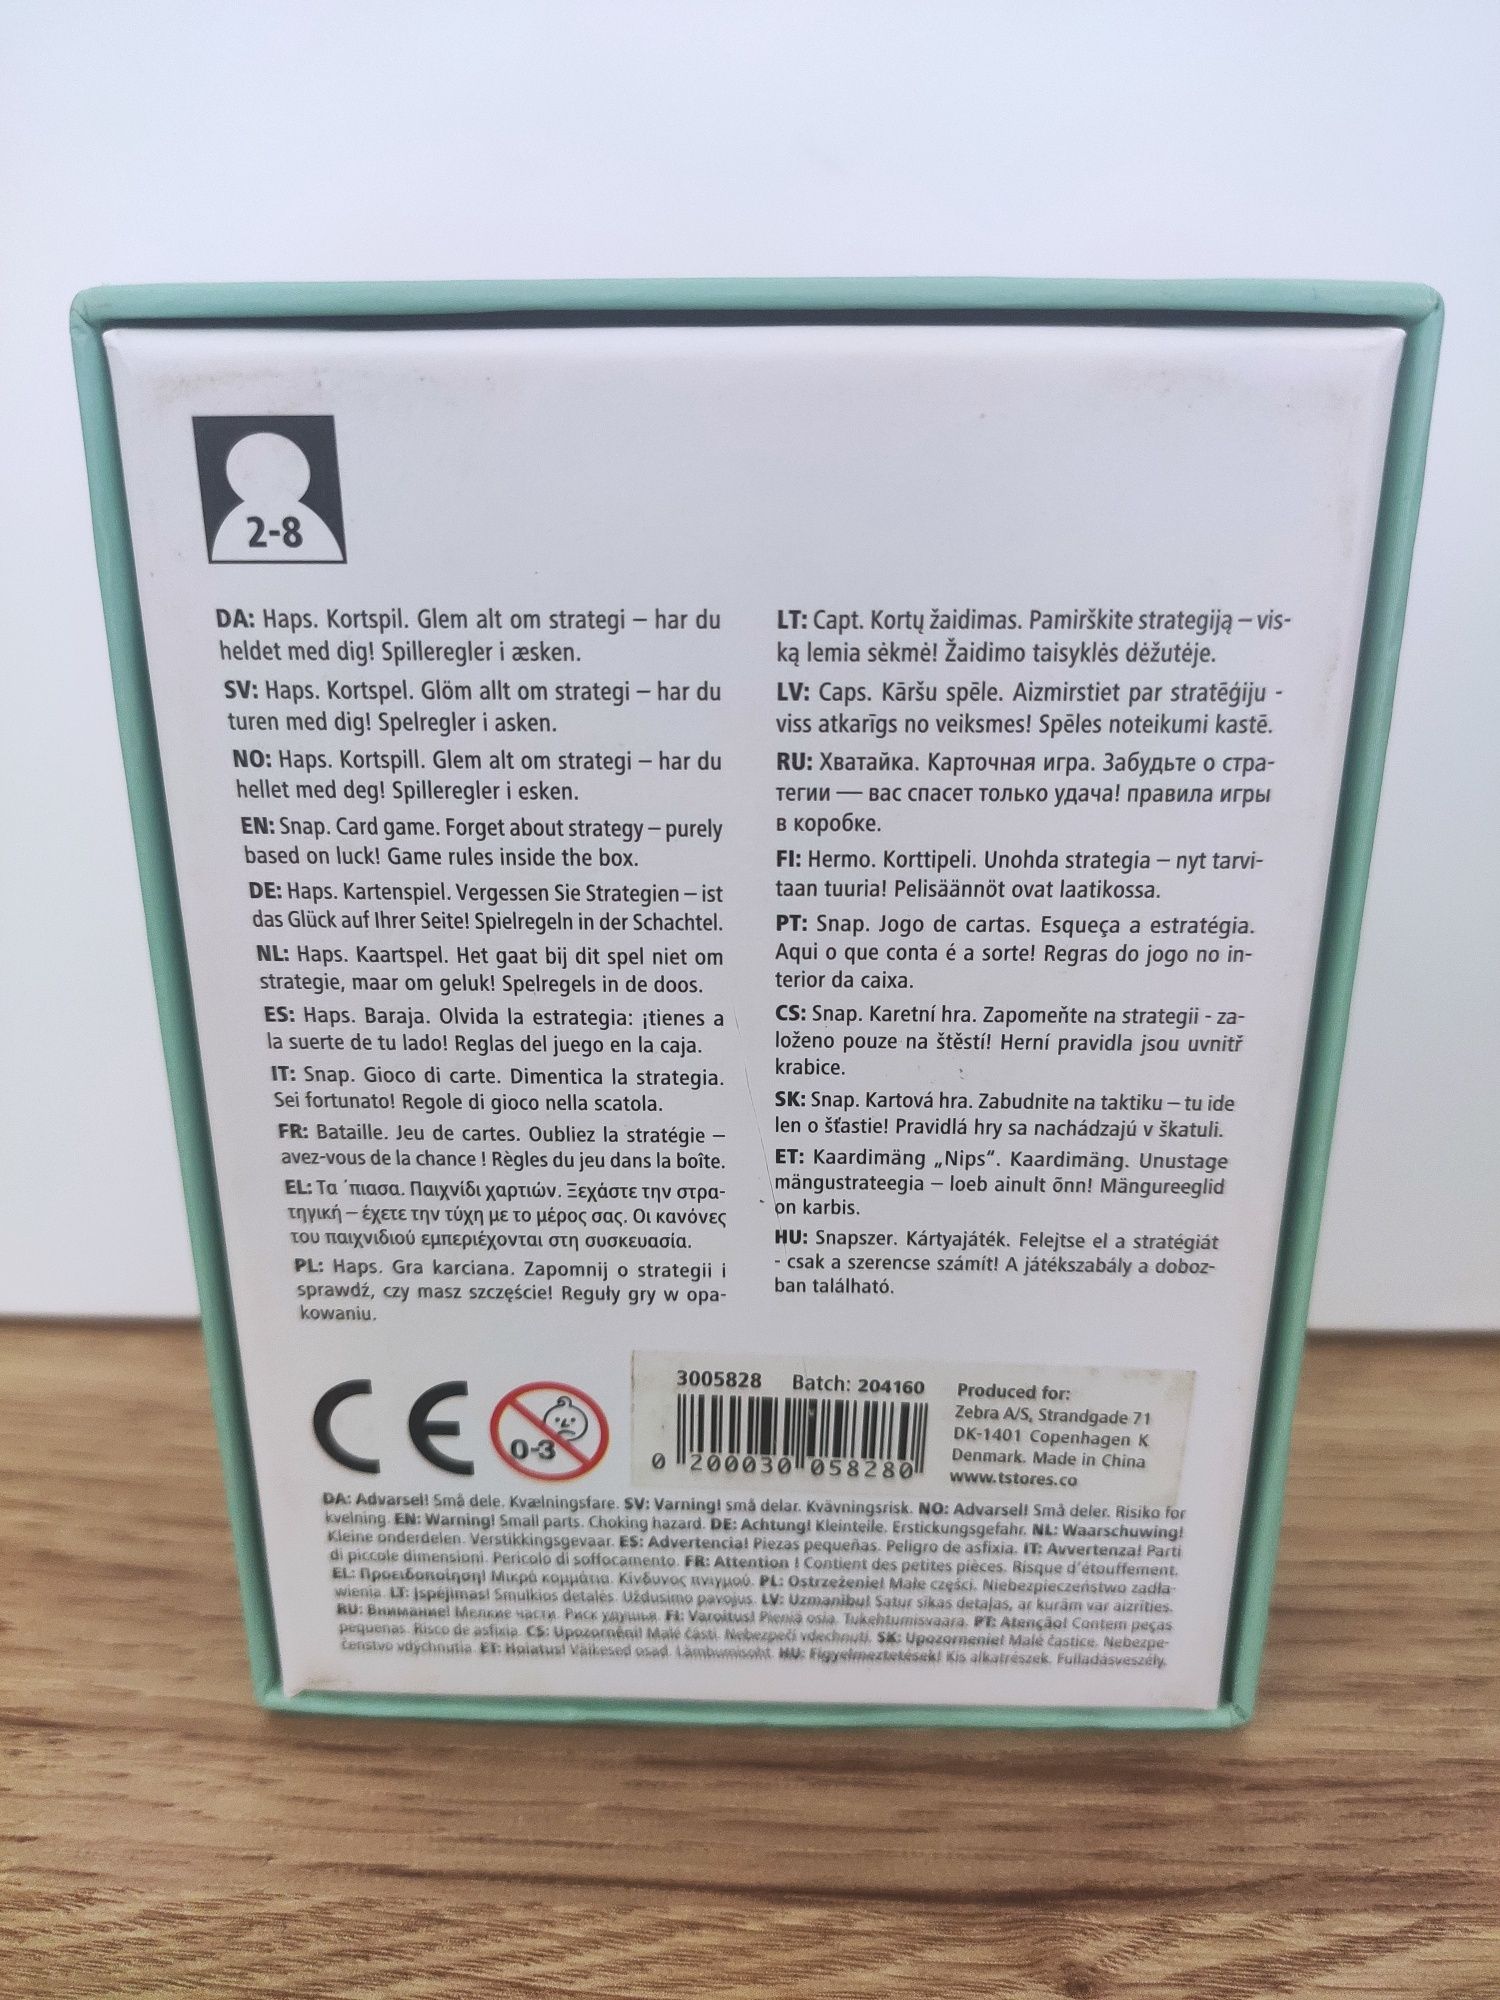 2-8
DA: Haps. Kortspil. Glem alt om strategi – har du
heldet med dig! Spilleregler i æsken.
SV: Haps. Kortspel. Glöm allt om strategi – har du
turen med dig! Spelregler i asken.
NO: Haps. Kortspill. Glem alt om strategi – har du
hellet med deg! Spilleregler i esken.
EN: Snap. Card game. Forget about strategy – purely
based on luck! Game rules inside the box.
DE: Haps. Kartenspiel. Vergessen Sie Strategien – ist
das Glück auf Ihrer Seite! Spielregeln in der Schachtel.
NL: Haps. Kaartspel. Het gaat bij dit spel niet om
strategie, maar om geluk! Spelregels in de doos.
ES: Haps. Baraja. Olvida la estrategia: ¡tienes a
la suerte de tu lado! Reglas del juego en la caja.
IT: Snap. Gioco di carte. Dimentica la strategia.
Sei fortunato! Regole di gioco nella scatola.
FR: Bataille. Jeu de cartes. Oubliez la stratégie –
avez-vous de la chance ! Règles du jeu dans la boîte.
EL: Τα ΄πιασα. Παιχνίδι χαρτιών. Ξεχάστε την στρα-
τηγική – έχετε την τύχη με το μέρος σας. Οι κανόνες
του παιχνιδιού εμπεριέχονται στη συσκευασία.
PL: Haps. Gra karciana. Zapomnij o strategii i
sprawdź, czy masz szczęście! Reguły gry w opa-
kowaniu.
LT: Capt. Kortų žaidimas. Pamirškite strategiją – vis-
ką lemia sėkmė! Žaidimo taisyklės dėžutėje.
LV: Caps. Kāršu spēle. Aizmirstiet par stratēģiju -
viss atkarīgs no veiksmes! Spēles noteikumi kastē.
RU: Хватайка. Карточная игра. Забудьте о стра-
тегии — вас спасет только удача! правила игры
в коробке.
FI: Hermo. Korttipeli. Unohda strategia – nyt tarvi-
taan tuuria! Pelisäännöt ovat laatikossa.
PT: Snap. Jogo de cartas. Esqueça a estratégia.
Aqui o que conta é a sorte! Regras do jogo no in-
terior da caixa.
CS: Snap. Karetní hra. Zapomeňte na strategii - za-
loženo pouze na štěstí! Herní pravidla jsou uvnitř
krabice.
SK: Snap. Kartová hra. Zabudnite na taktiku – tu ide
len o šťastie! Pravidlá hry sa nachádzajú v škatuli.
ET: Kaardimäng „Nips“. Kaardimäng. Unustage
mängustrateegia – loeb ainult õnn! Mängureeglid
on karbis.
HU: Snapszer. Kártyajáték. Felejtse el a stratégiát
- csak a szerencse számít! A játékszabály a doboz-
ban található.
CE
0-3
3005828 Batch: 204160
0 200030 058280
Produced for:
Zebra A/S, Strandgade 71
DK-1401 Copenhagen K
Denmark. Made in China
www.tstores.co
DA: Advarsel! Små dele. Kvælningsfare. SV: Varning! små delar. Kvävningsrisk. NO: Advarsel! Små deler. Risiko for
kvelning. EN: Warning! Small parts. Choking hazard. DE: Achtung! Kleinteile. Erstickungsgefahr. NL: Waarschuwing!
Kleine onderdelen. Verstikkingsgevaar. ES: Advertencia! Piezas pequeñas. Peligro de asfixia. IT: Avvertenza! Parti
di piccole dimensioni. Pericolo di soffocamento. FR: Attention ! Contient des petites pièces. Risque d'étouffement.
EL: Προειδοποίηση! Μικρά κομμάτια. Κίνδυνος πνιγμού. PL: Ostrzeżenie! Małe części. Niebezpieczeństwo zadła-
wienia. LT: Įspėjimas! Smulkios detalės. Uždusimo pavojus. LV: Uzmanību! Satur sīkas detaļas, ar kurām var aizrīties.
RU: Внимание! Мелкие части. Риск удушья. FI: Varoitus! Pieniä osia. Tukehtumisvaara. PT: Atenção! Contem peças
pequenas. Risco de asfixia. CS: Upozornění! Malé části. Nebezpečí vdechnutí. SK: Upozornenie! Malé častice. Nebezpe-
čenstvo vdýchnutia. ET: Hoiatus! Väikesed osad. Lämbumisoht. HU: Figyelmeztetések! Kis alkatrészek. Fulladásveszély.